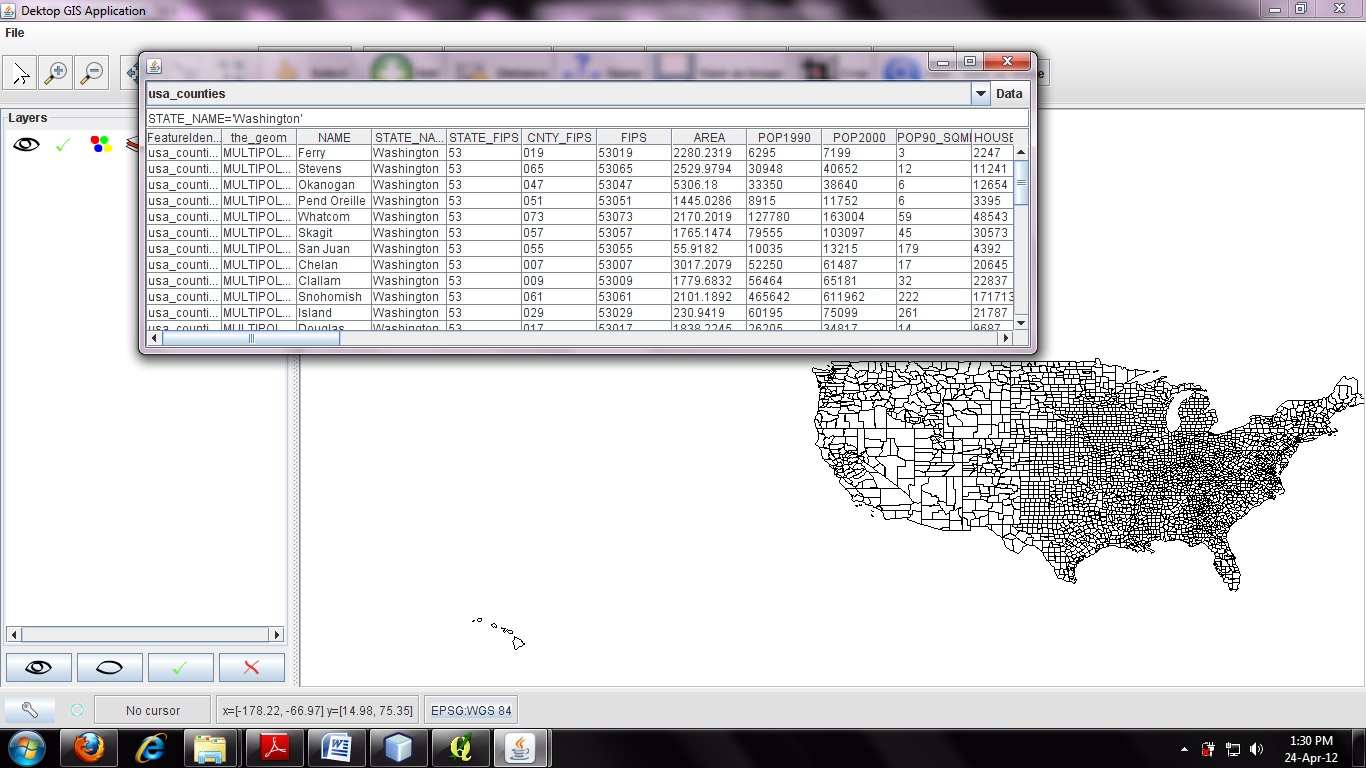 Dektop GIS Application
File
usa_counties
Data
STATE_NAME='Washington'
FeatureIden... the_geom NAME STATE_NA... STATE_FIPS CNTY_FIPS FIPS AREA POP1990 POP2000 POP90_SQMI HOUSE
usa_counti... MULTIPOL... Ferry Washington 53 019 53019 2280.2319 6295 7199 3 2247
usa_counti... MULTIPOL... Stevens Washington 53 065 53065 2529.9794 30948 40652 12 11241
usa_counti... MULTIPOL... Okanogan Washington 53 047 53047 5306.18 33350 38640 6 12654
usa_counti... MULTIPOL... Pend Oreille Washington 53 051 53051 1445.0286 8915 11752 6 3395
usa_counti... MULTIPOL... Whatcom Washington 53 073 53073 2170.2019 127780 163004 59 48543
usa_counti... MULTIPOL... Skagit Washington 53 057 53057 1765.1474 79555 103097 45 30573
usa_counti... MULTIPOL... San Juan Washington 53 055 53055 55.9182 10035 13215 179 4392
usa_counti... MULTIPOL... Chelan Washington 53 007 53007 3017.2079 52250 61487 17 20645
usa_counti... MULTIPOL... Clallam Washington 53 009 53009 1779.6832 56464 65181 32 22837
usa_counti... MULTIPOL... Snohomish Washington 53 061 53061 2101.1892 465642 611962 222 171713
usa_counti... MULTIPOL... Island Washington 53 029 53029 230.9419 60195 75099 261 21787
usa_counti... MULTIPOL... Douglas Washington 53 017 53017 1838.2245 26205 34817 14 9687
Layers
No cursor
x=[-178.22, -66.97] y=[14.98, 75.35]
EPSG:WGS 84
1:30 PM
24-Apr-12